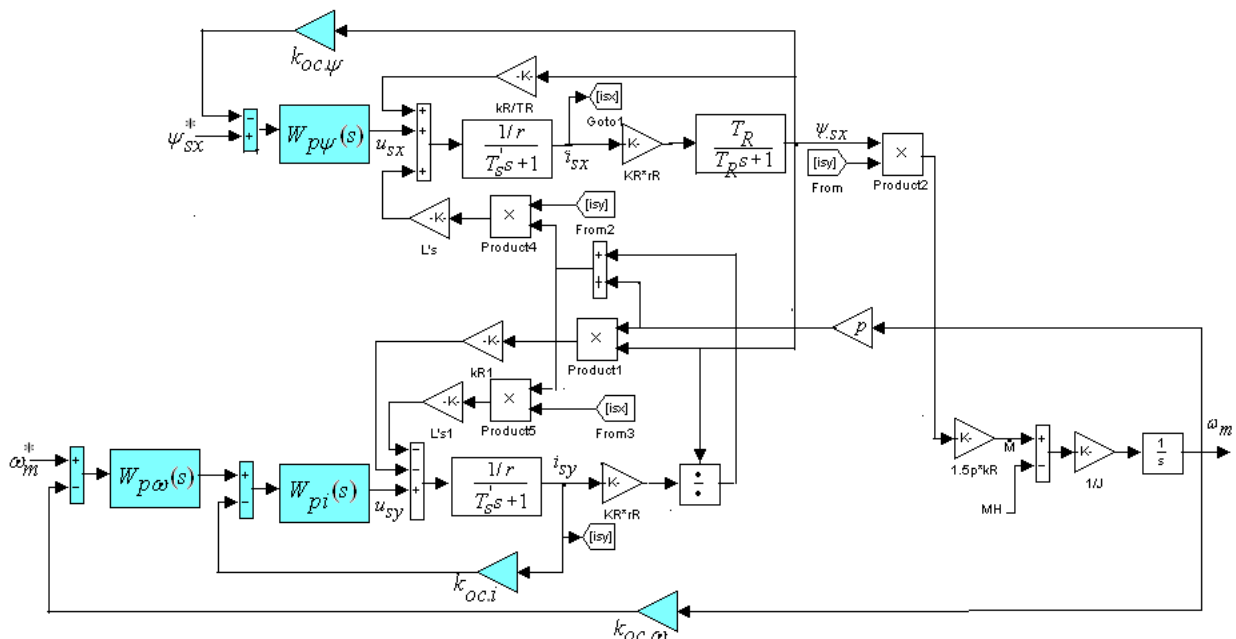 k_{oc.ψ}
-K-
kR/TR
[isx]
Goto1
ψ*_{sx}
−
+
W_{pψ}(s)
u_{sx}
+
+
+
1/r
T'_S s+1
i_{sx}
K-
KR*rR
T_R
T_R s+1
ψ_{sx}
[isy]
From
×
Product2
-K-
L's
×
Product4
[isy]
From2
+
+
p
-K-
kR1
×
Product1
-K-
L's1
×
Product5
[isx]
From3
ω*_m
+
−
W_{pω}(s)
+
−
W_{pi}(s)
u_{sy}
−
−
+
1/r
T'_S s+1
i_{sy}
K-
KR*rR
÷
[isy]
k_{oc.i}
K-
1.5p*kR
M
+
−
MH
K-
1/J
1
s
ω_m
k_{oc.ω}